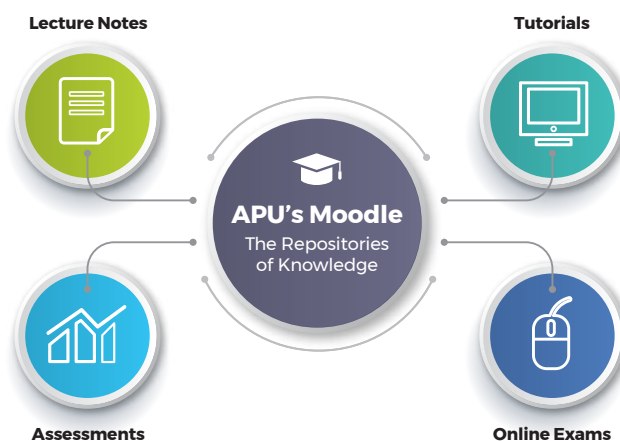 Lecture Notes
Tutorials
APU's Moodle
The Repositories
of Knowledge
Assessments
Online Exams